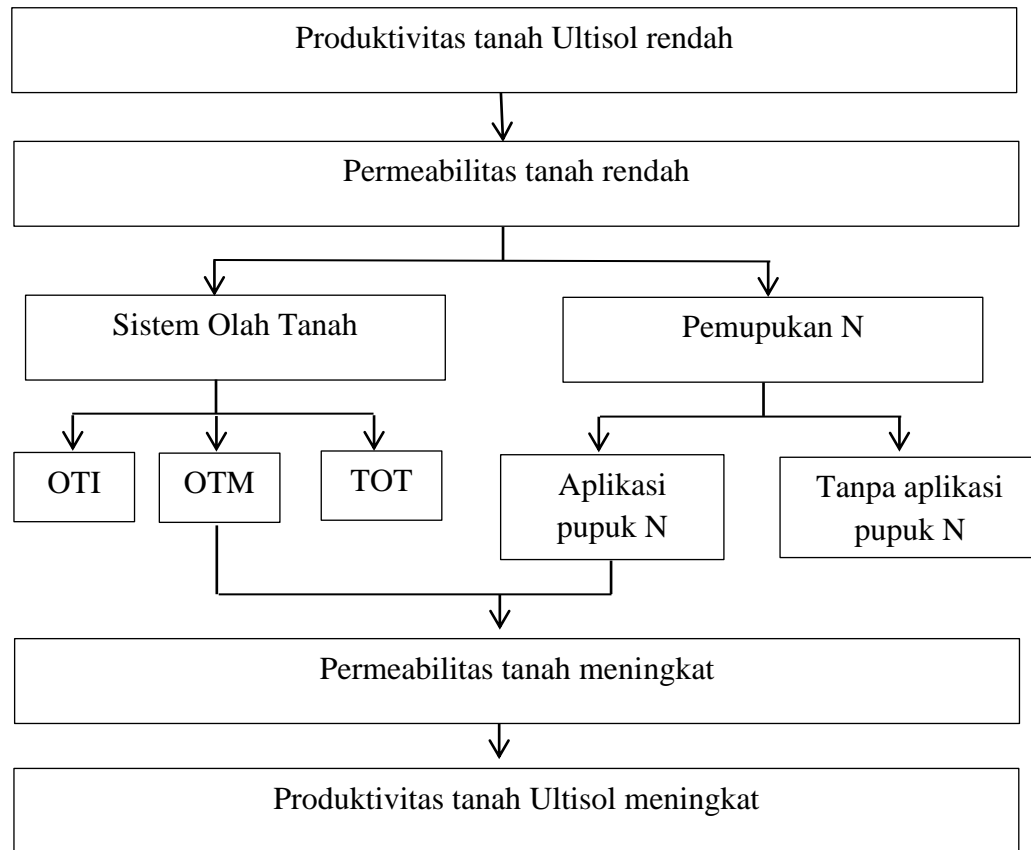 Produktivitas tanah Ultisol rendah
Permeabilitas tanah rendah
Sistem Olah Tanah
Pemupukan N
OTI
OTM
TOT
Aplikasi
pupuk N
Tanpa aplikasi
pupuk N
Permeabilitas tanah meningkat
Produktivitas tanah Ultisol meningkat